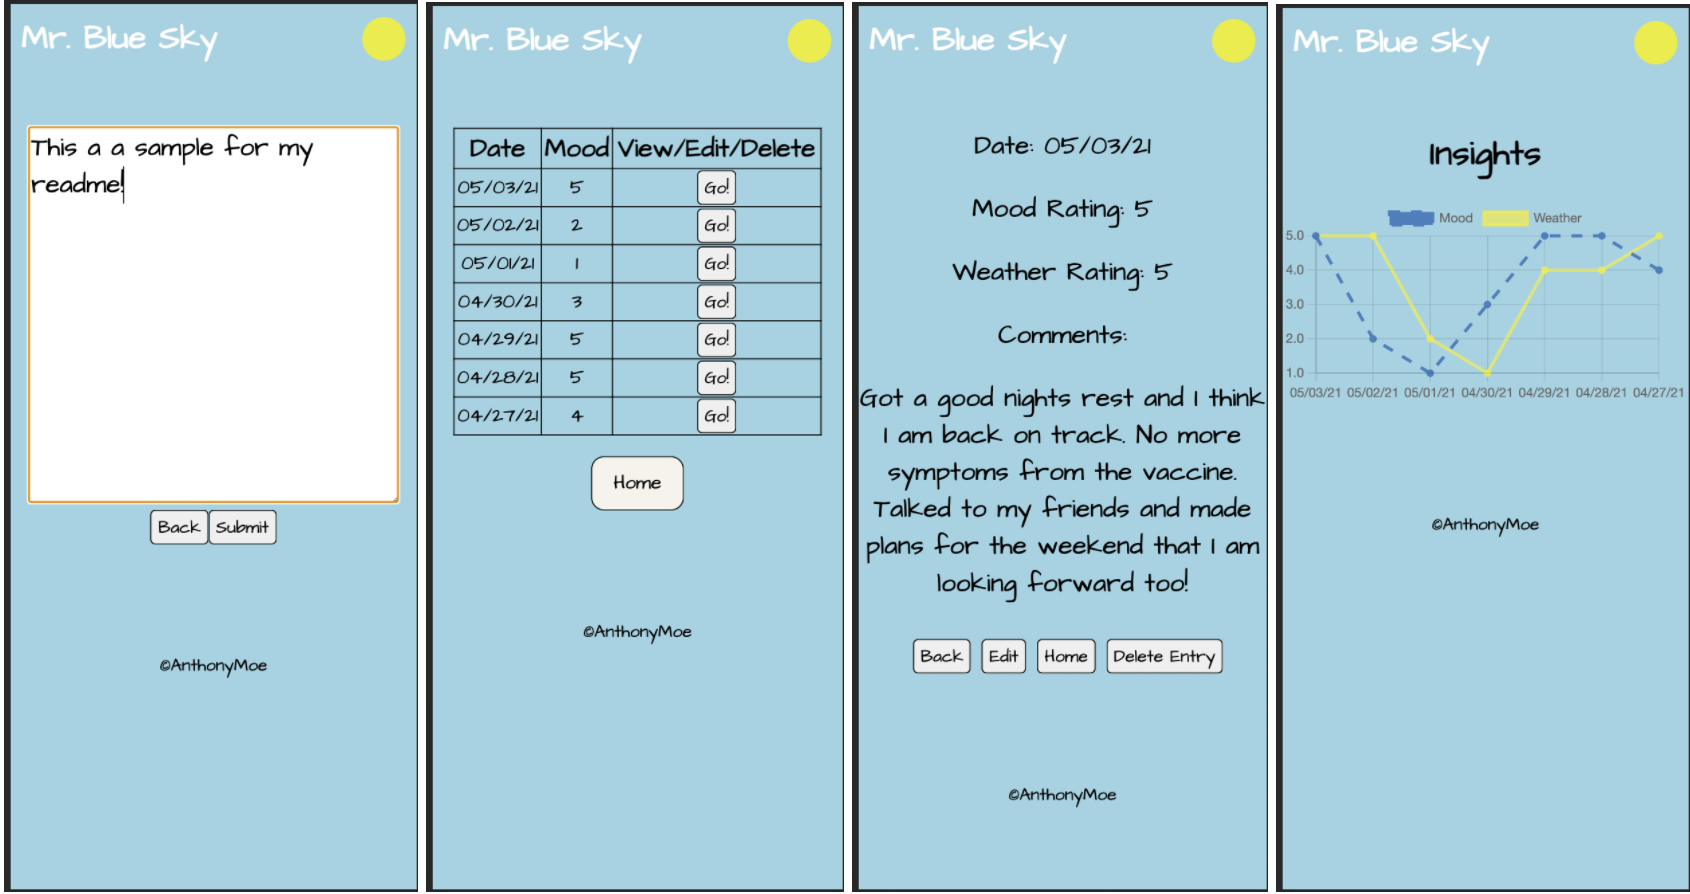 Mr. Blue Sky
This a a sample for my
readme!
Back Submit
©AnthonyMoe
Mr. Blue Sky
Date Mood View/Edit/Delete
05/03/21 5 Go!
05/02/21 2 Go!
05/01/21 1 Go!
04/30/21 3 Go!
04/29/21 5 Go!
04/28/21 5 Go!
04/27/21 4 Go!
Home
©AnthonyMoe
Mr. Blue Sky
Date: 05/03/21
Mood Rating: 5
Weather Rating: 5
Comments:
Got a good nights rest and I think
I am back on track. No more
symptoms from the vaccine.
Talked to my friends and made
plans for the weekend that I am
looking forward too!
Back Edit Home Delete Entry
©AnthonyMoe
Mr. Blue Sky
Insights
Mood Weather
5.0
4.0
3.0
2.0
1.0
05/03/21 05/02/21 05/01/21 04/30/21 04/29/21 04/28/21 04/27/21
©AnthonyMoe